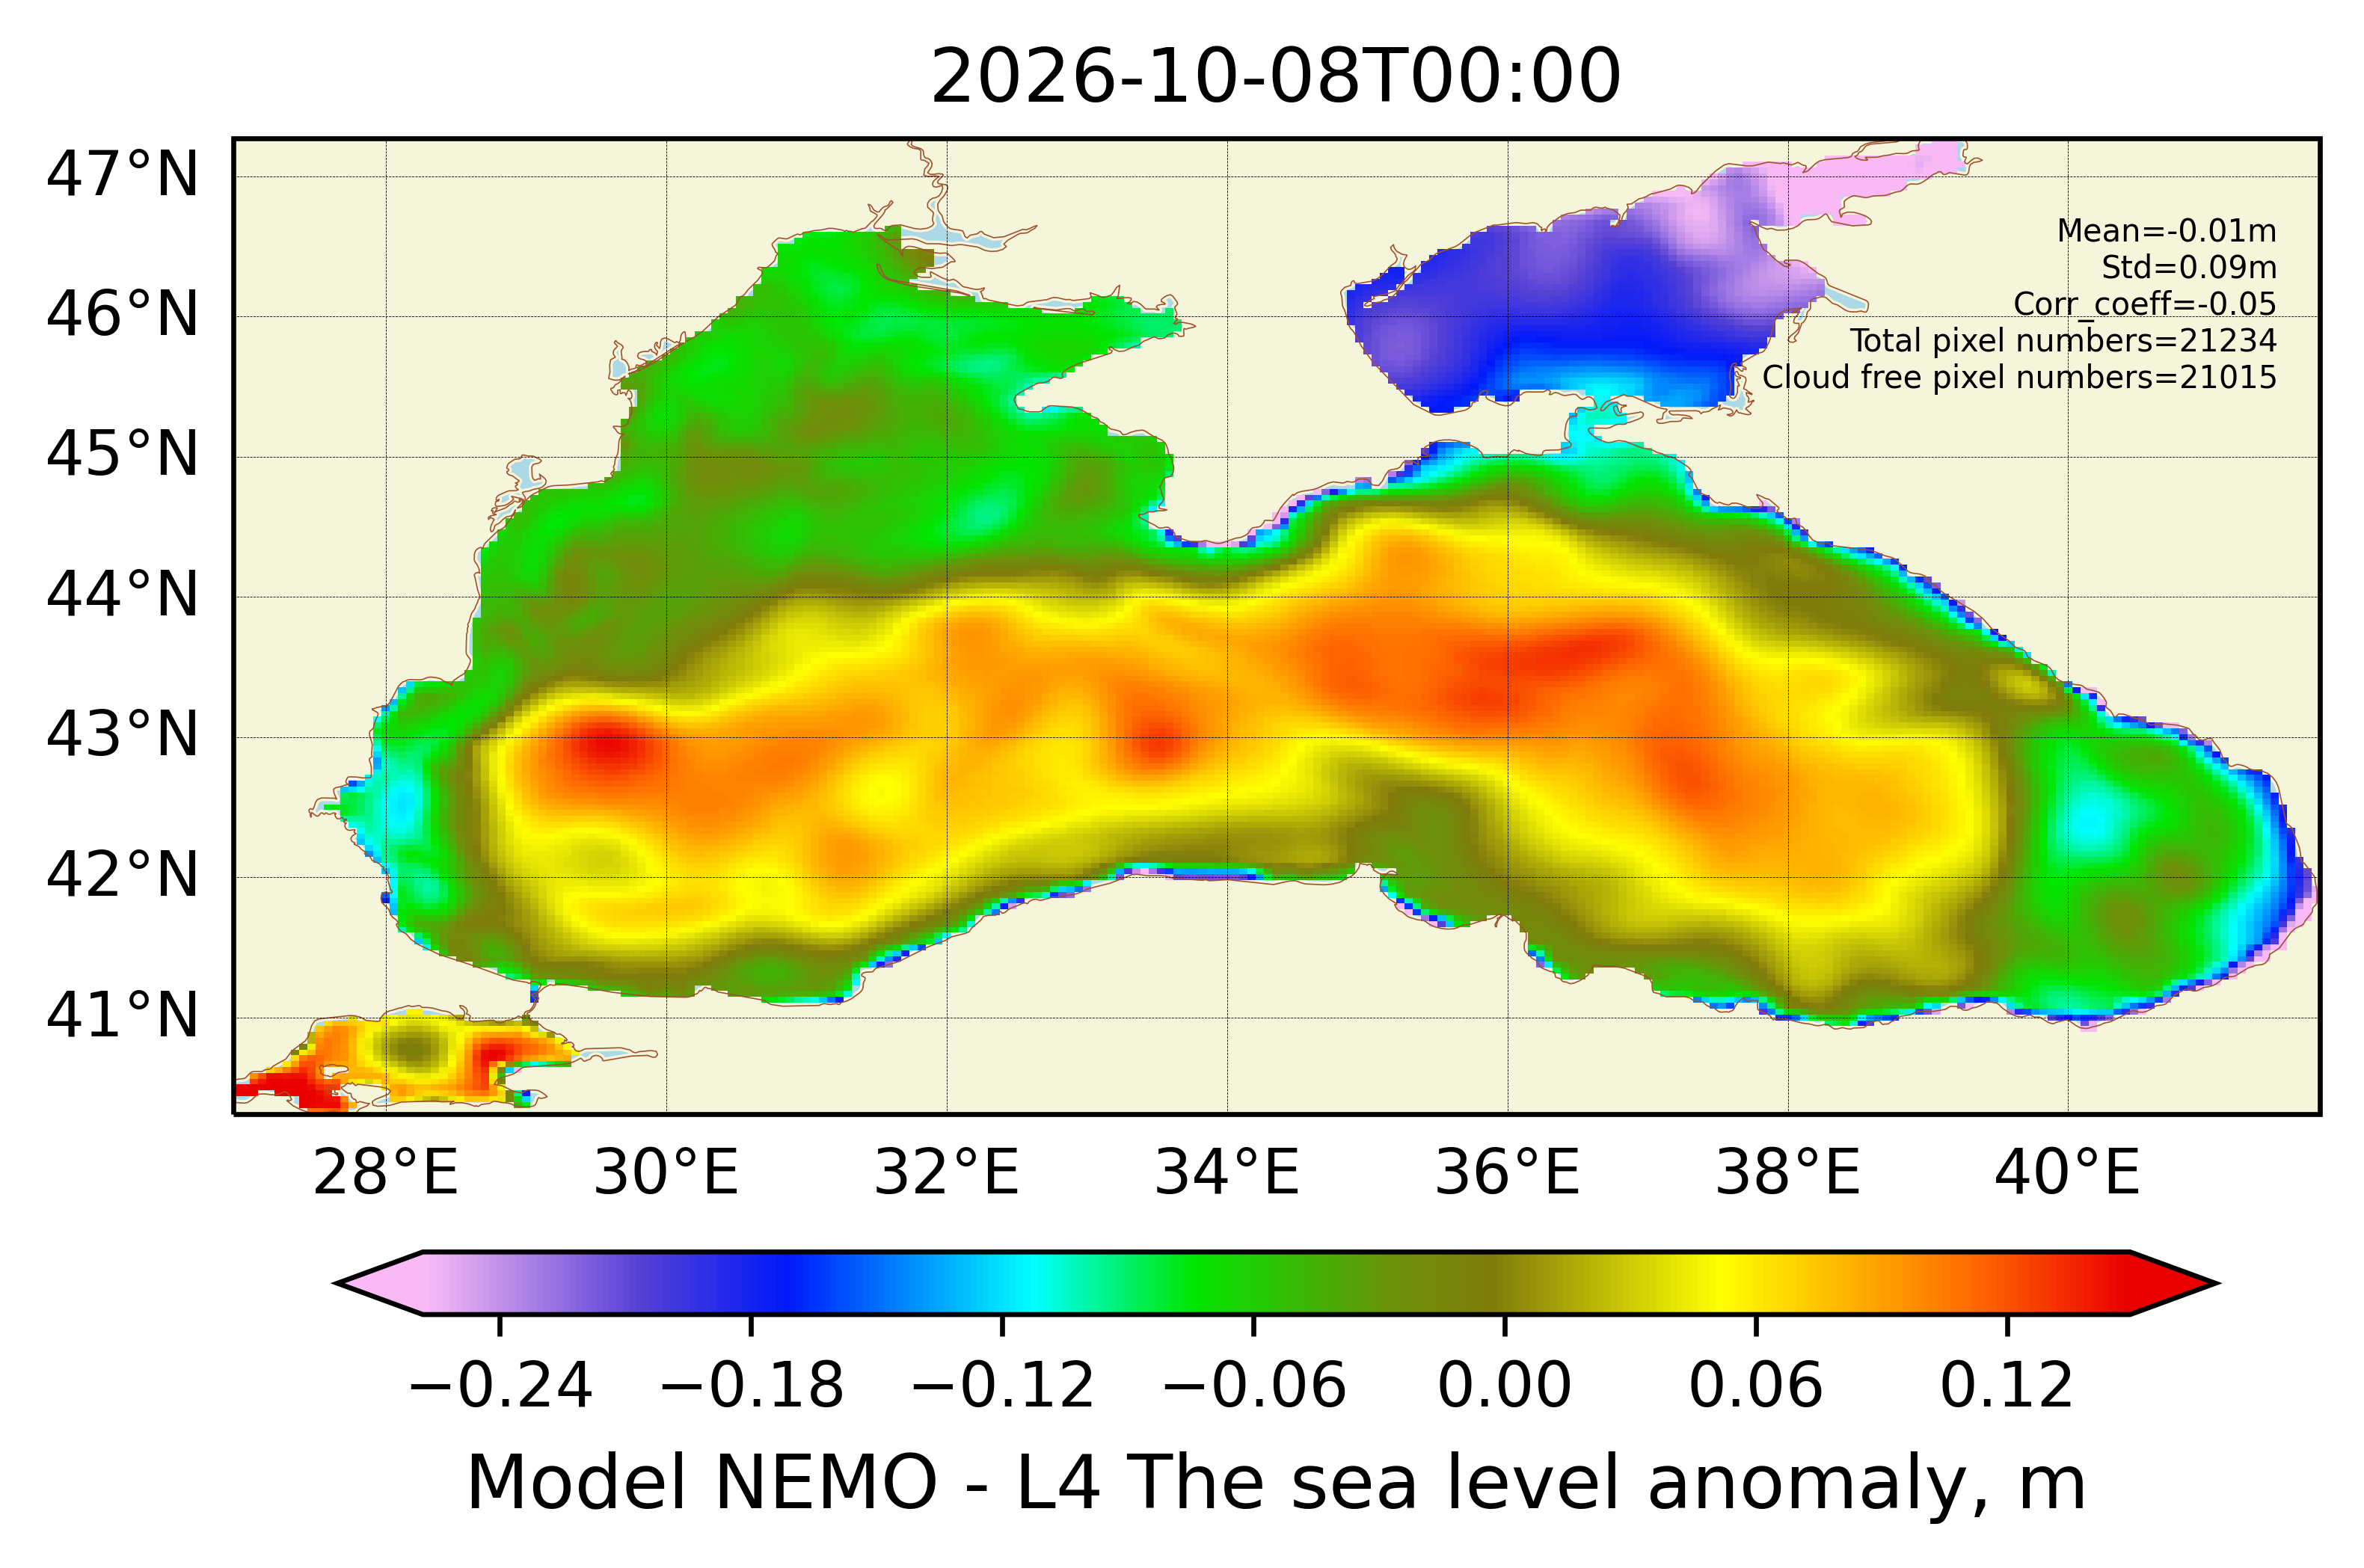 2026-10-08T00:00
47°N
46°N
45°N
44°N
43°N
42°N
41°N
Mean=-0.01m
Std=0.09m
Corr_coeff=-0.05
Total pixel numbers=21234
Cloud free pixel numbers=21015
28°E 30°E 32°E 34°E 36°E 38°E 40°E
−0.24 −0.18 −0.12 −0.06 0.00 0.06 0.12
Model NEMO - L4 The sea level anomaly, m